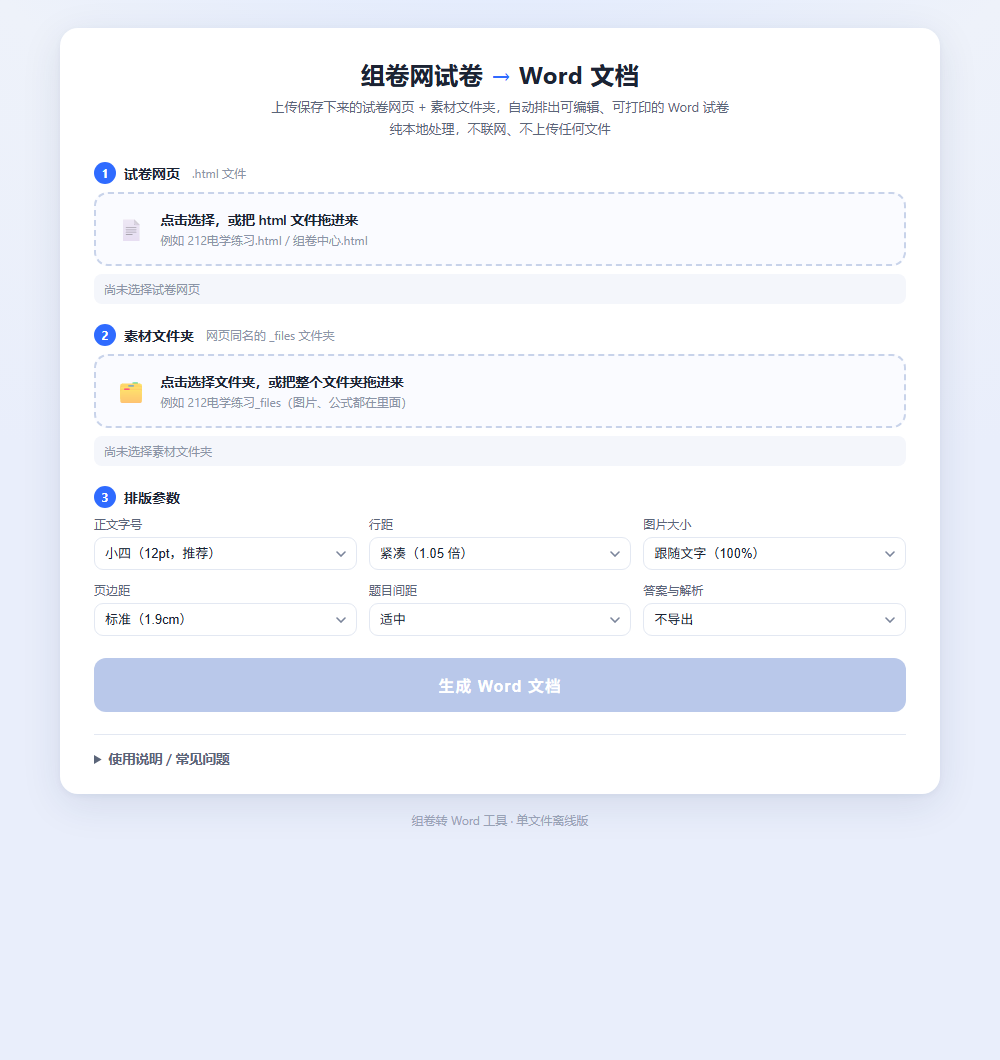 组卷网试卷 → Word 文档
上传保存下来的试卷网页 + 素材文件夹，自动排出可编辑、可打印的 Word 试卷
纯本地处理，不联网、不上传任何文件
1 试卷网页 .html 文件
点击选择，或把 html 文件拖进来
例如 212电学练习.html / 组卷中心.html
尚未选择试卷网页
2 素材文件夹 网页同名的 _files 文件夹
点击选择文件夹，或把整个文件夹拖进来
例如 212电学练习_files（图片、公式都在里面）
尚未选择素材文件夹
3 排版参数
正文字号 行距 图片大小
小四（12pt，推荐） 紧凑（1.05 倍） 跟随文字（100%）
页边距 题目间距 答案与解析
标准（1.9cm） 适中 不导出
生成 Word 文档
▶ 使用说明 / 常见问题
组卷转 Word 工具 · 单文件离线版